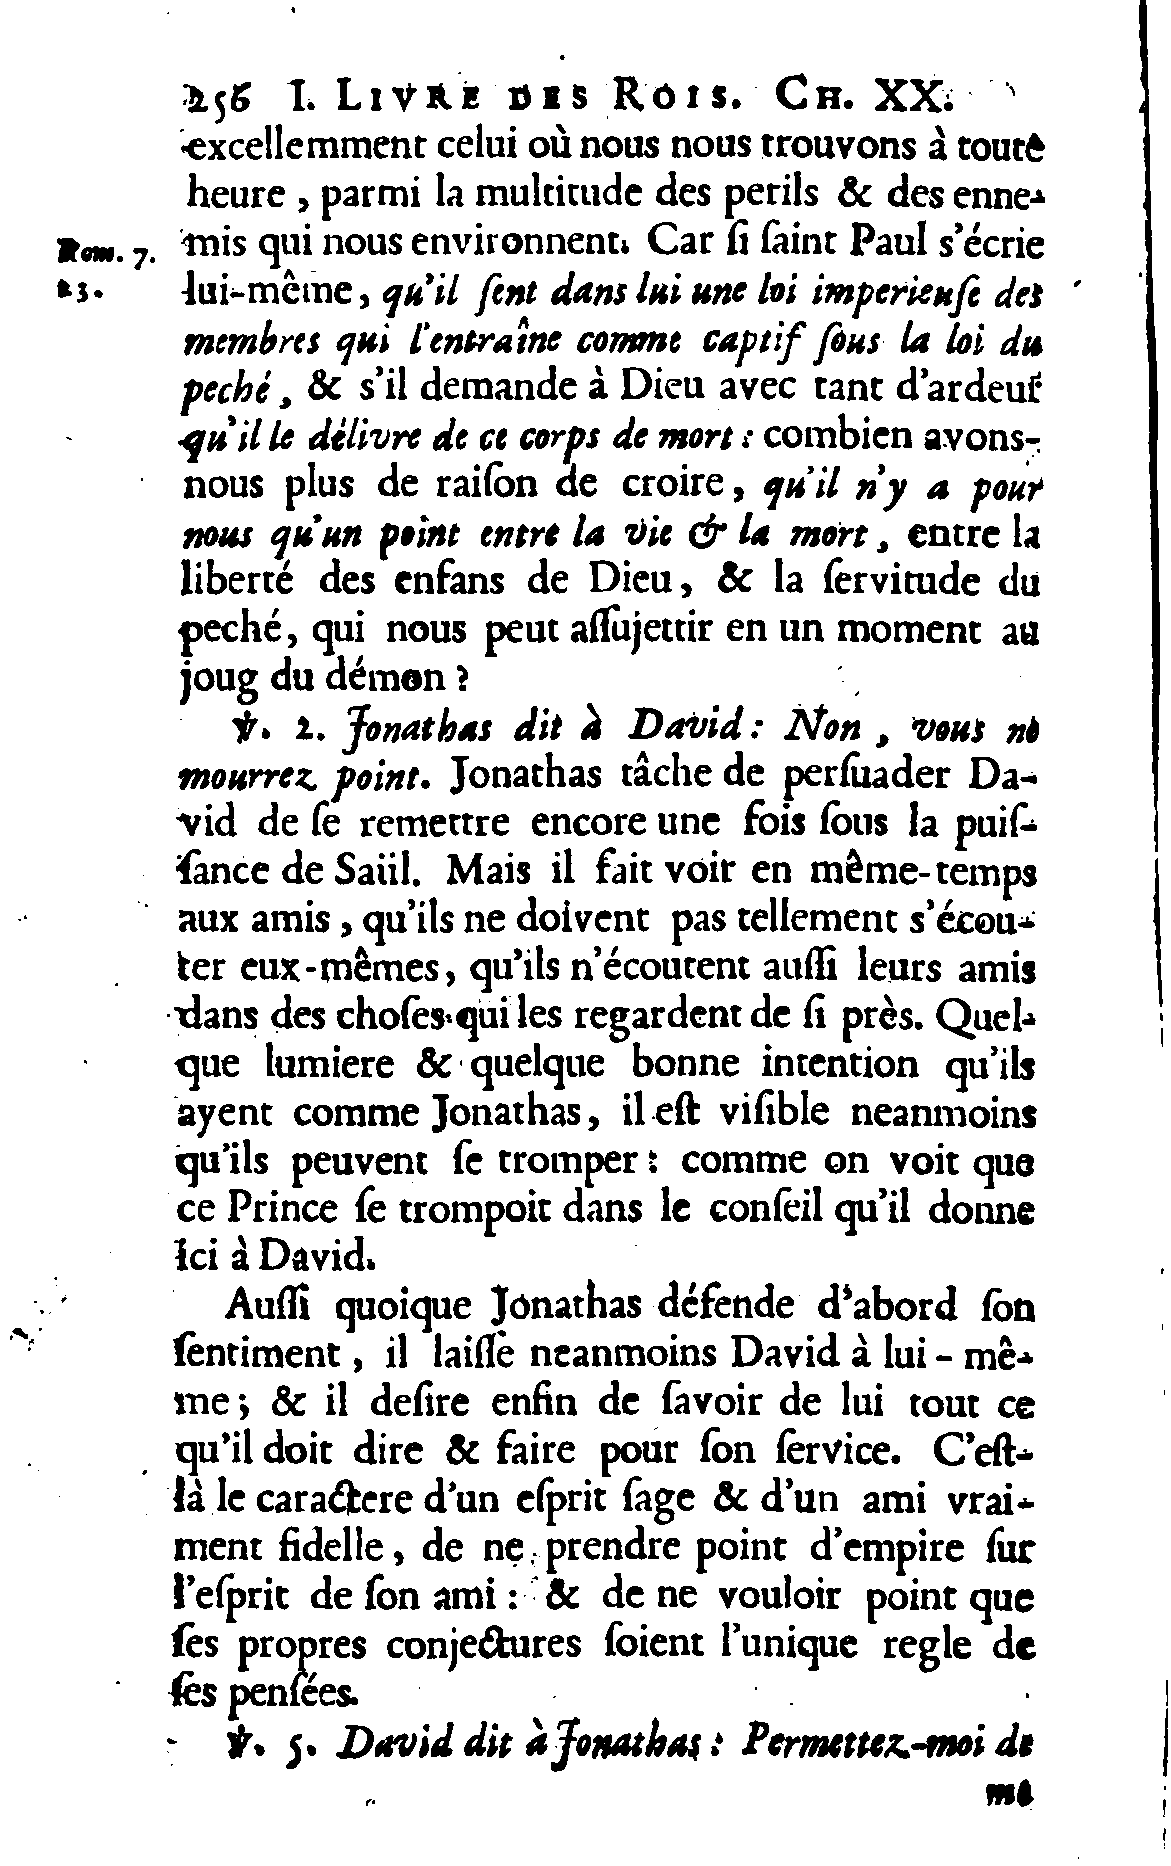 256 I. LIVRE DES ROIS. CH. XX.
excellemment celui où nous nous trouvons à toute
heure, parmi la multitude des perils & des enne-
mis qui nous environnent. Car ſi ſaint Paul s'écrie
Rom. 7.
23.
lui-même, qu'il ſent dans lui une loi imperieuſe des
membres qui l'entraîne comme captif ſous la loi du
peché, & s'il demande à Dieu avec tant d'ardeur
qu'il le délivre de ce corps de mort : combien avons-
nous plus de raiſon de croire, qu'il n'y a pour
nous qu'un point entre la vie & la mort, entre la
liberté des enfans de Dieu, & la ſervitude du
peché, qui nous peut aſſujettir en un moment au
joug du démon ?
℣. 2. Jonathas dit à David : Non, vous ne
mourrez point. Jonathas tâche de perſuader Da-
vid de ſe remettre encore une fois ſous la puiſ-
ſance de Saül. Mais il fait voir en même-temps
aux amis, qu'ils ne doivent pas tellement s'écou-
ter eux-mêmes, qu'ils n'écoutent auſſi leurs amis
dans des choſes qui les regardent de ſi près. Quel-
que lumiere & quelque bonne intention qu'ils
ayent comme Jonathas, il eſt viſible neanmoins
qu'ils peuvent ſe tromper : comme on voit que
ce Prince ſe trompoit dans le conſeil qu'il donne
ici à David.
Auſſi quoique Jonathas défende d'abord ſon
ſentiment, il laiſſe neanmoins David à lui-mê-
me ; & il deſire enfin de ſavoir de lui tout ce
qu'il doit dire & faire pour ſon ſervice. C'eſt-
là le caractere d'un eſprit ſage & d'un ami vrai-
ment fidelle, de ne prendre point d'empire ſur
l'eſprit de ſon ami : & de ne vouloir point que
ſes propres conjectures ſoient l'unique regle de
ſes penſées.
℣. 5. David dit à Jonathas : Permettez-moi de
me